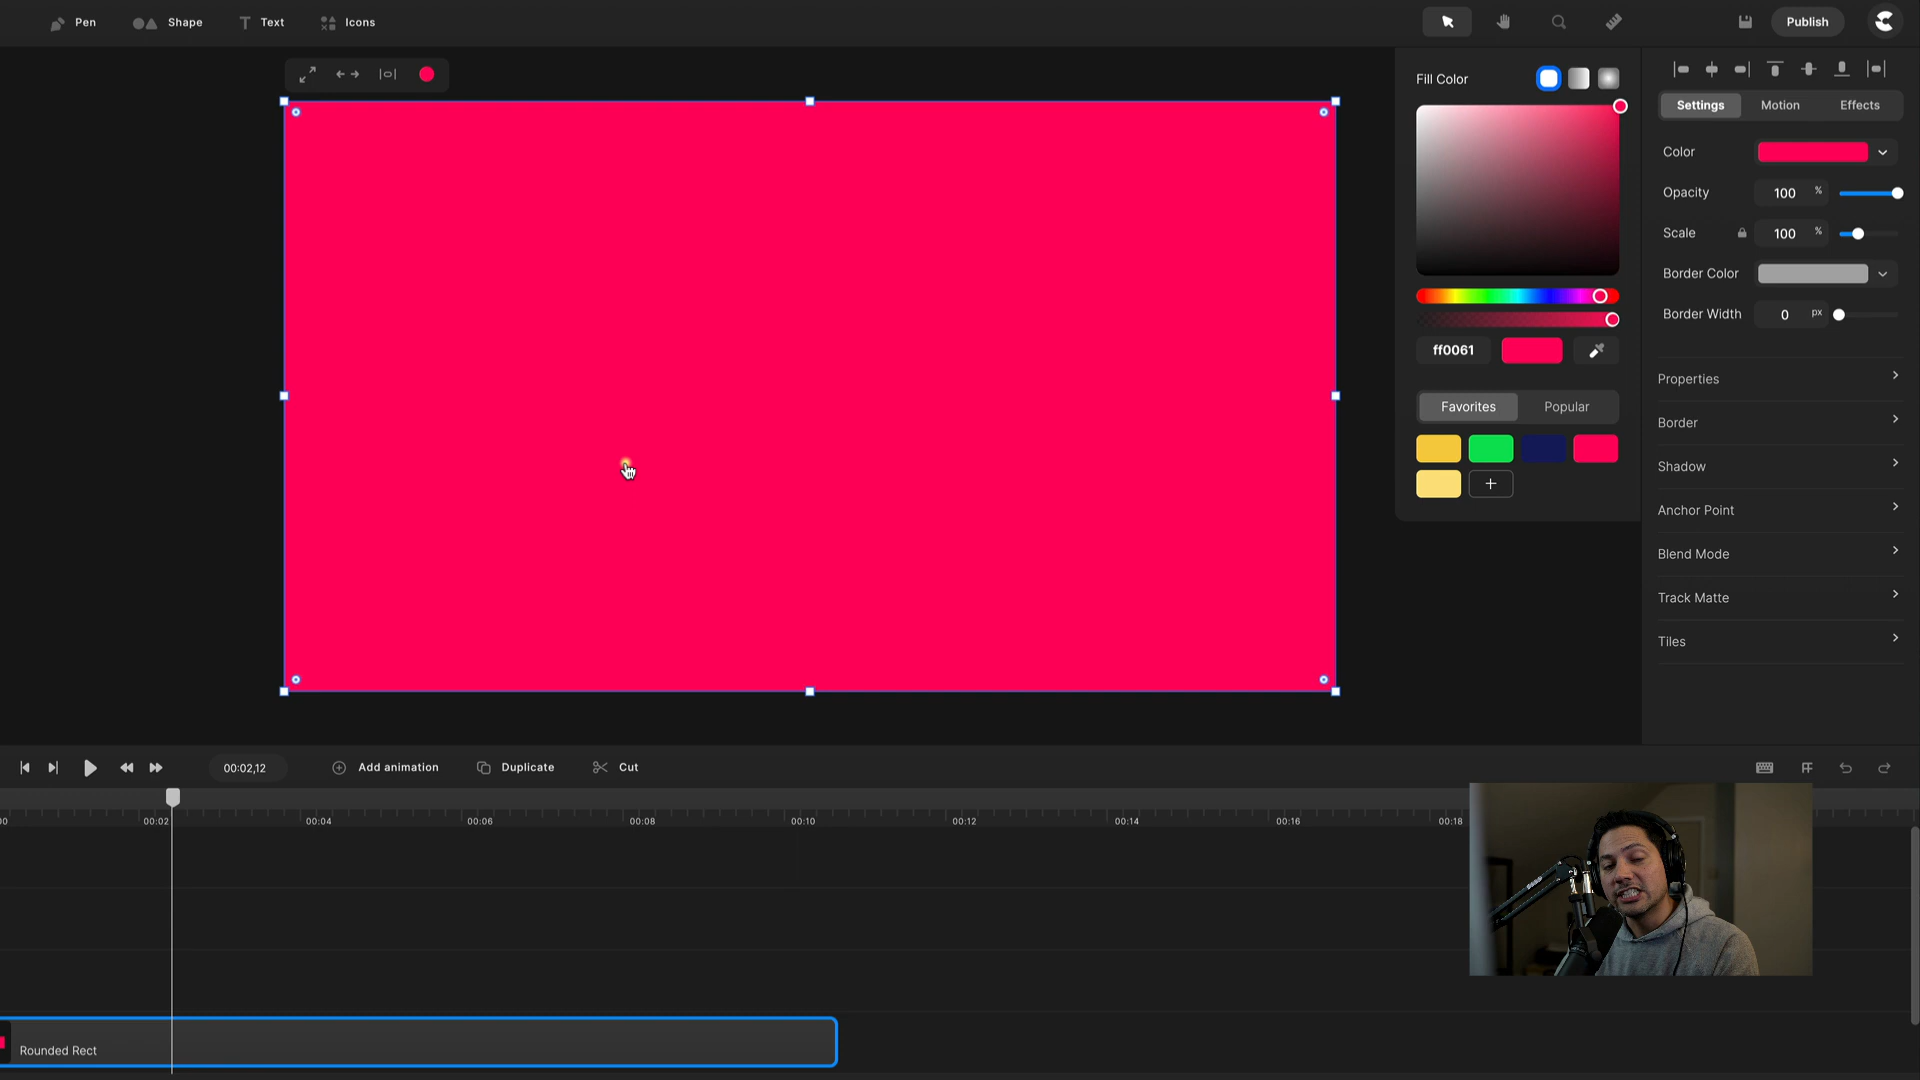 Pen Shape Text Icons
Publish
Fill Color
Settings Motion Effects
Color
Opacity 100 %
Scale 100 %
Border Color
Border Width 0 px
ff0061
Favorites Popular
Properties
Border
Shadow
Anchor Point
Blend Mode
Track Matte
Tiles
00:02,12 Add animation Duplicate Cut
00:02 00:04 00:06 00:08 00:10 00:12 00:14 00:16 00:18
Rounded Rect